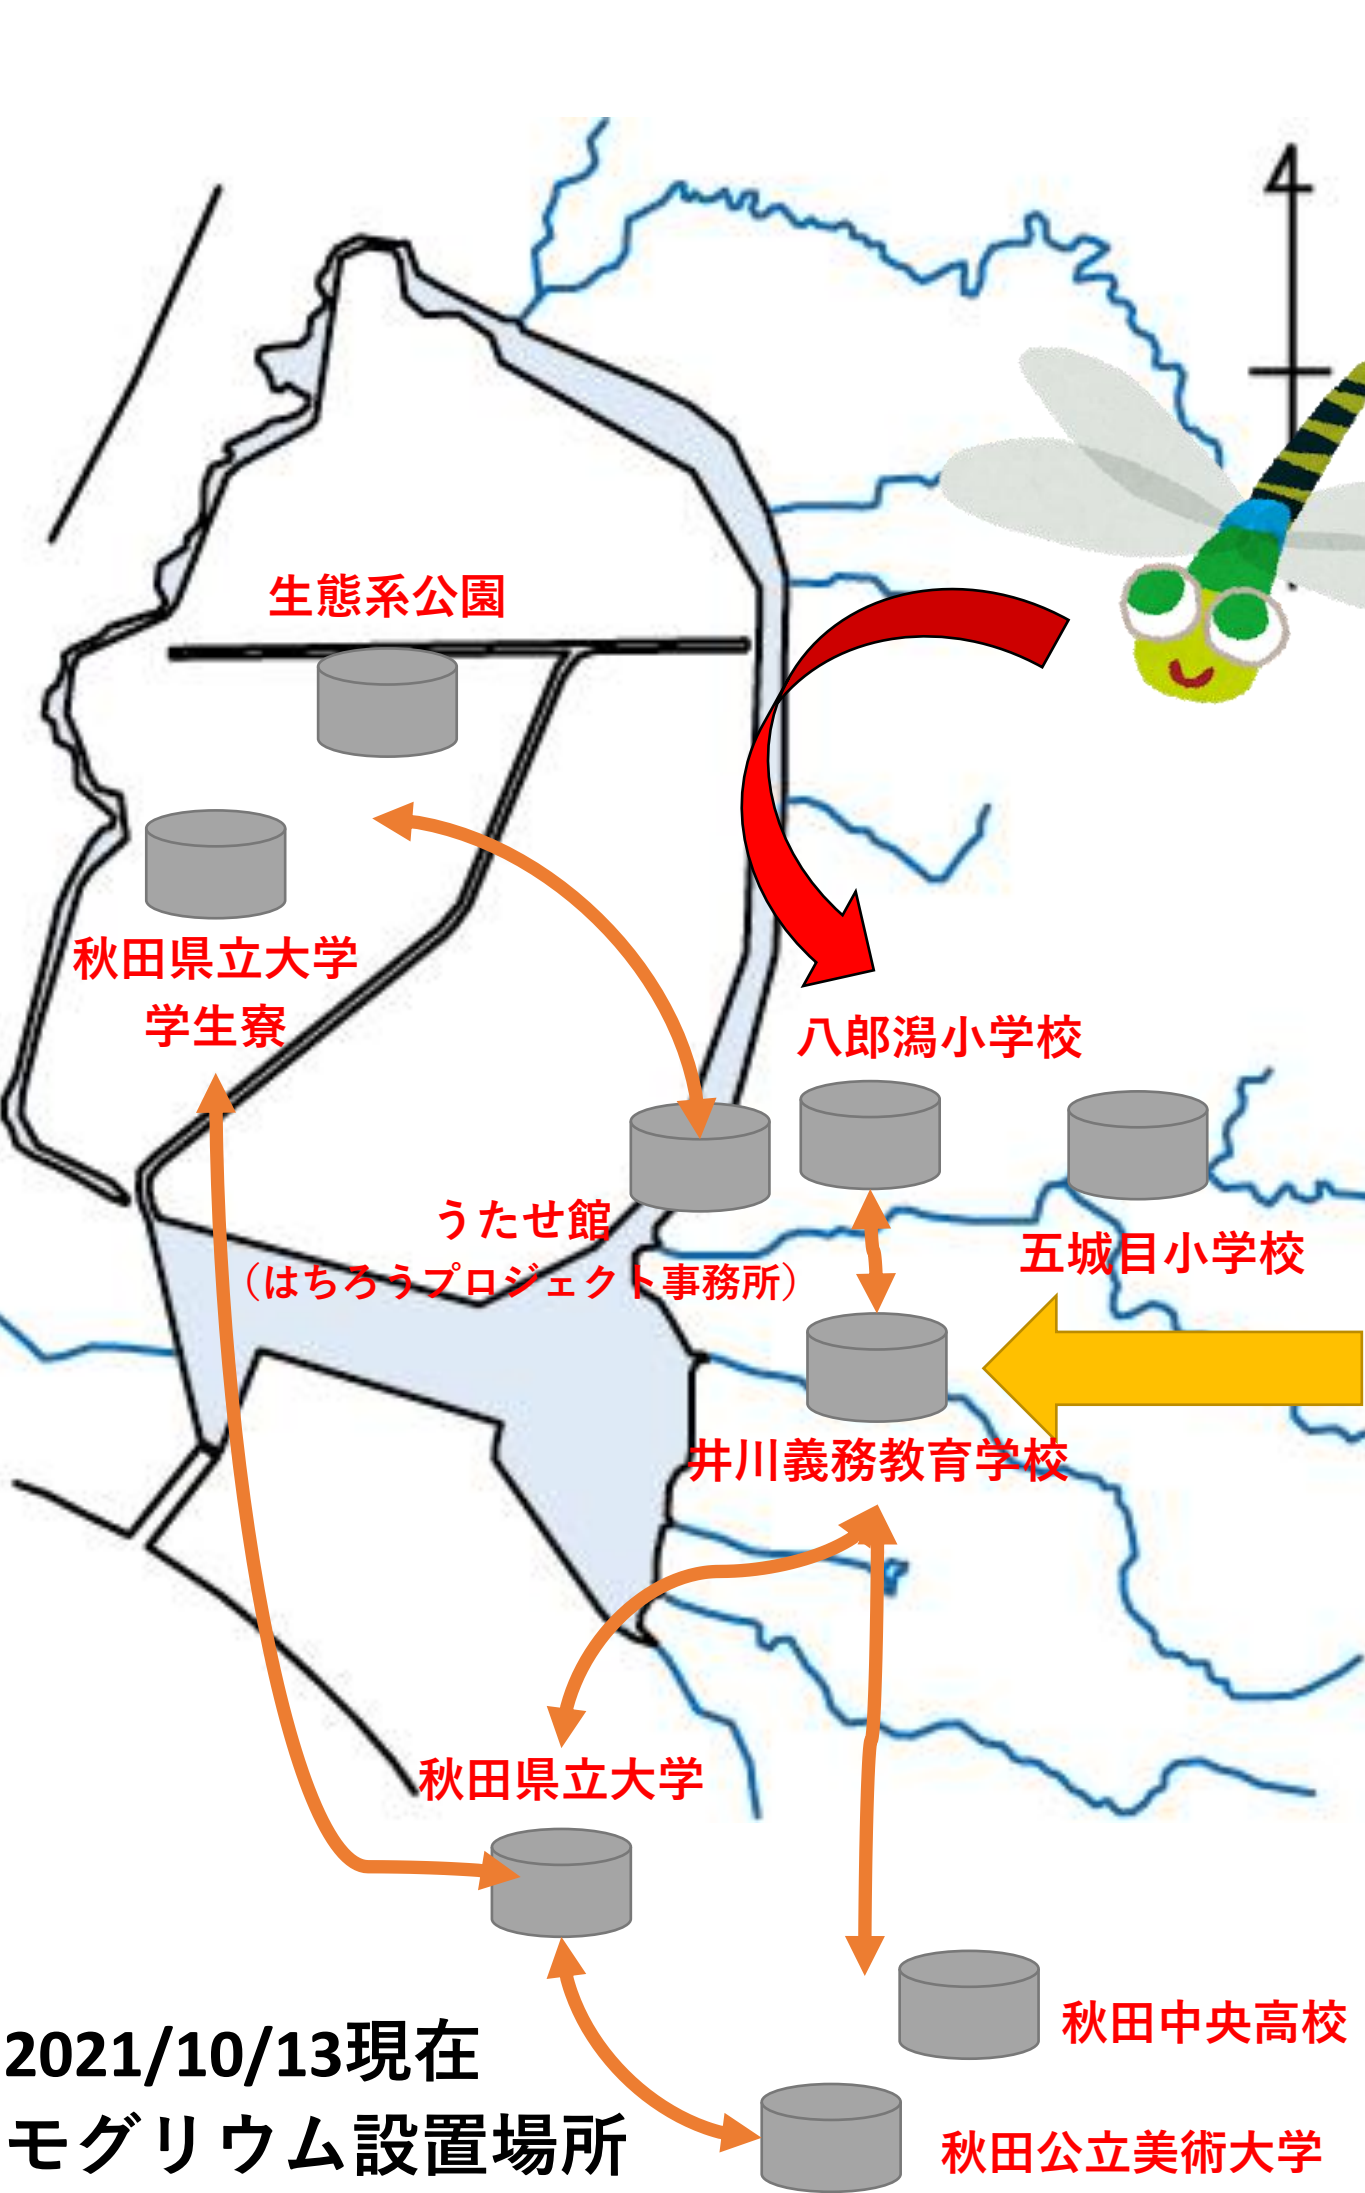 生態系公園
秋田県立大学
学生寮
八郎潟小学校
うたせ館
（はちろうプロジェクト事務所）
五城目小学校
井川義務教育学校
秋田県立大学
秋田中央高校
秋田公立美術大学
2021/10/13現在
モグリウム設置場所